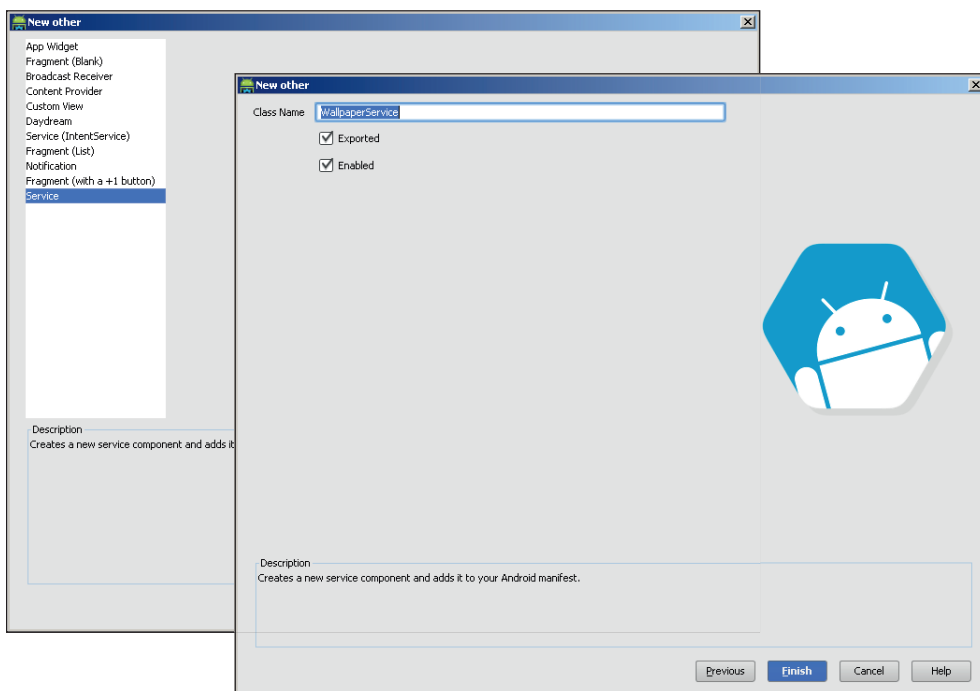 New other
App Widget
Fragment (Blank)
Broadcast Receiver
Content Provider
Custom View
Daydream
Service (IntentService)
Fragment (List)
Notification
Fragment (with a +1 button)
Service
Description
Creates a new service component and adds it
New other
Class Name WallpaperService
Exported
Enabled
Description
Creates a new service component and adds it to your Android manifest.
Previous Finish Cancel Help